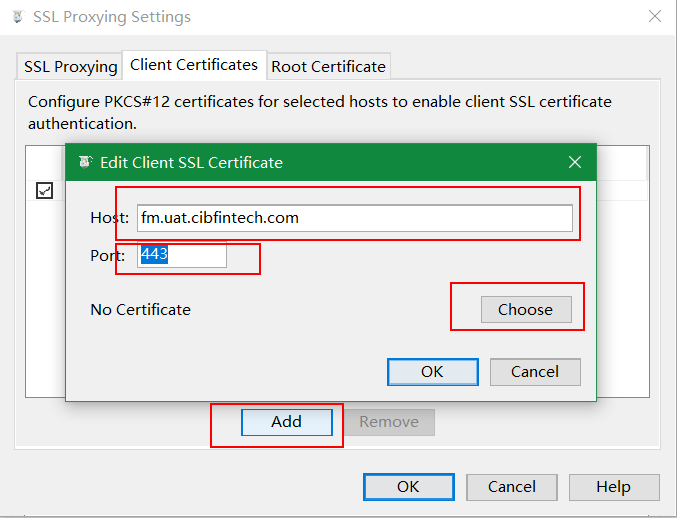 SSL Proxying Settings
SSL Proxying Client Certificates Root Certificate
Configure PKCS#12 certificates for selected hosts to enable client SSL certificate
authentication.
Edit Client SSL Certificate
Host: fm.uat.cibfintech.com
Port: 443
No Certificate Choose
OK Cancel
Add Remove
OK Cancel Help